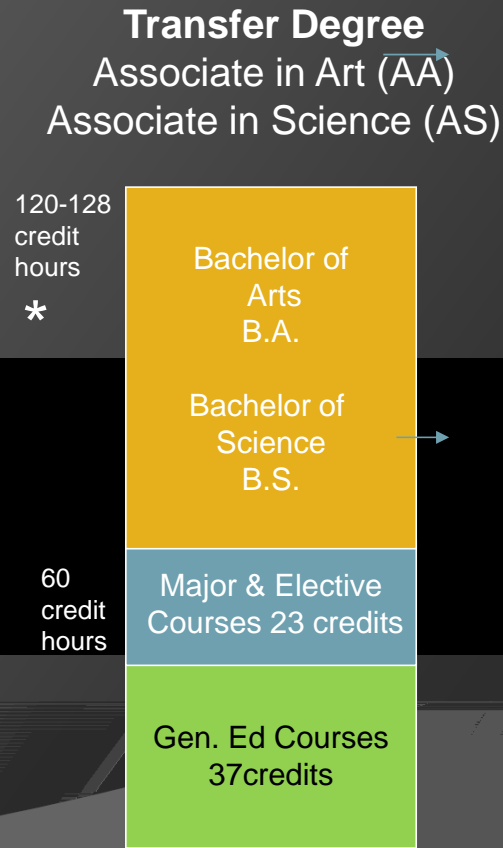 Transfer Degree
Associate in Art (AA)
Associate in Science (AS)
120-128
credit
hours
*
Bachelor of
Arts
B.A.
Bachelor of
Science
B.S.
60
credit
hours
Major & Elective
Courses 23 credits
Gen. Ed Courses
37credits